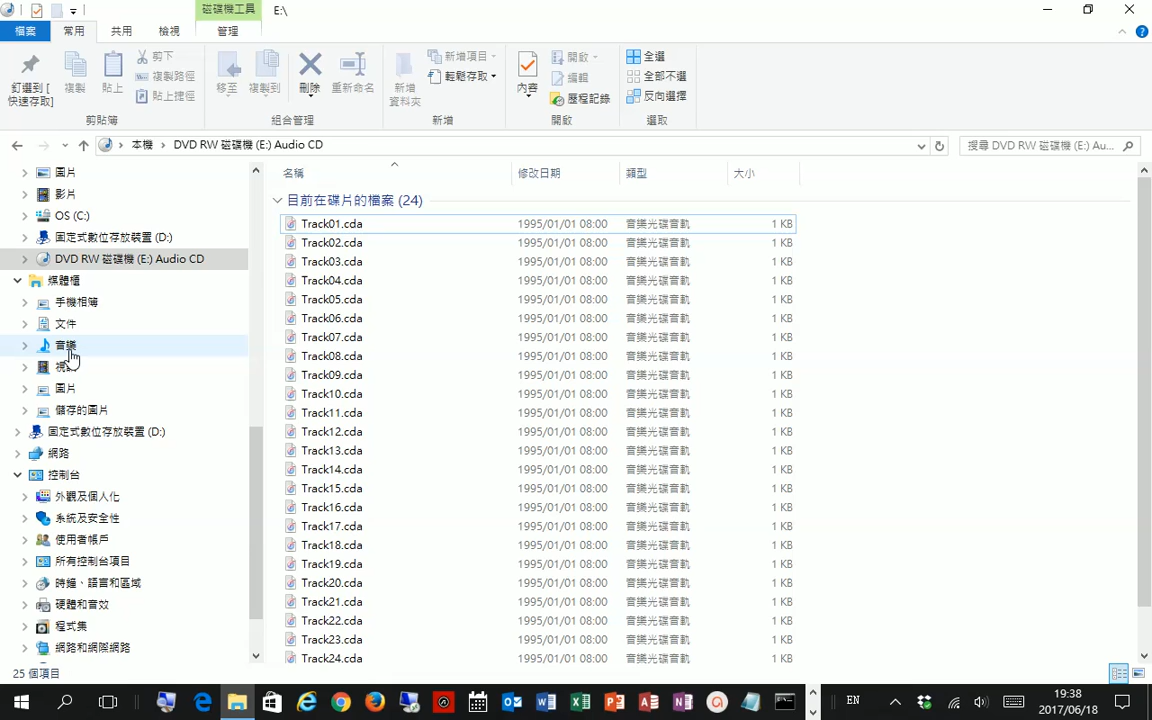 磁碟機工具 E:\
檔案 常用 共用 檢視 管理
釘選到 [快速存取] 複製 貼上 剪下 複製路徑 貼上捷徑
移至 複製到 刪除 重新命名
新增資料夾 新增項目 輕鬆存取
內容 開啟 編輯 歷程記錄
全選 全部不選 反向選擇
剪貼簿 組合管理 新增 開啟 選取
本機 DVD RW 磁碟機 (E:) Audio CD
搜尋 DVD RW 磁碟機 (E:) Au...
圖片
影片
OS (C:)
固定式數位存放裝置 (D:)
DVD RW 磁碟機 (E:) Audio CD
媒體櫃
手機相簿
文件
音樂
圖片
儲存的圖片
固定式數位存放裝置 (D:)
網路
控制台
外觀及個人化
系統及安全性
使用者帳戶
所有控制台項目
時鐘、語言和區域
硬體和音效
程式集
網路和網際網路
名稱 修改日期 類型 大小
目前在碟片的檔案 (24)
Track01.cda 1995/01/01 08:00 音樂光碟音軌 1 KB
Track02.cda 1995/01/01 08:00 音樂光碟音軌 1 KB
Track03.cda 1995/01/01 08:00 音樂光碟音軌 1 KB
Track04.cda 1995/01/01 08:00 音樂光碟音軌 1 KB
Track05.cda 1995/01/01 08:00 音樂光碟音軌 1 KB
Track06.cda 1995/01/01 08:00 音樂光碟音軌 1 KB
Track07.cda 1995/01/01 08:00 音樂光碟音軌 1 KB
Track08.cda 1995/01/01 08:00 音樂光碟音軌 1 KB
Track09.cda 1995/01/01 08:00 音樂光碟音軌 1 KB
Track10.cda 1995/01/01 08:00 音樂光碟音軌 1 KB
Track11.cda 1995/01/01 08:00 音樂光碟音軌 1 KB
Track12.cda 1995/01/01 08:00 音樂光碟音軌 1 KB
Track13.cda 1995/01/01 08:00 音樂光碟音軌 1 KB
Track14.cda 1995/01/01 08:00 音樂光碟音軌 1 KB
Track15.cda 1995/01/01 08:00 音樂光碟音軌 1 KB
Track16.cda 1995/01/01 08:00 音樂光碟音軌 1 KB
Track17.cda 1995/01/01 08:00 音樂光碟音軌 1 KB
Track18.cda 1995/01/01 08:00 音樂光碟音軌 1 KB
Track19.cda 1995/01/01 08:00 音樂光碟音軌 1 KB
Track20.cda 1995/01/01 08:00 音樂光碟音軌 1 KB
Track21.cda 1995/01/01 08:00 音樂光碟音軌 1 KB
Track22.cda 1995/01/01 08:00 音樂光碟音軌 1 KB
Track23.cda 1995/01/01 08:00 音樂光碟音軌 1 KB
Track24.cda 1995/01/01 08:00 音樂光碟音軌 1 KB
25 個項目
EN
19:38
2017/06/18